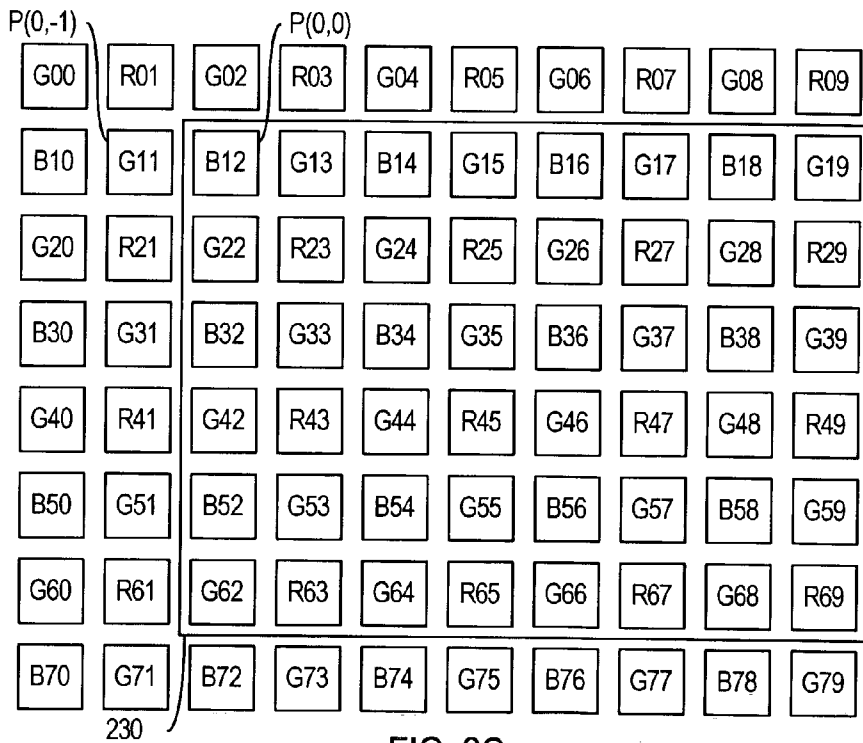 P(0,-1) P(0,0)
G00 R01 G02 R03 G04 R05 G06 R07 G08 R09
B10 G11 B12 G13 B14 G15 B16 G17 B18 G19
G20 R21 G22 R23 G24 R25 G26 R27 G28 R29
B30 G31 B32 G33 B34 G35 B36 G37 B38 G39
G40 R41 G42 R43 G44 R45 G46 R47 G48 R49
B50 G51 B52 G53 B54 G55 B56 G57 B58 G59
G60 R61 G62 R63 G64 R65 G66 R67 G68 R69
B70 G71 B72 G73 B74 G75 B76 G77 B78 G79
230